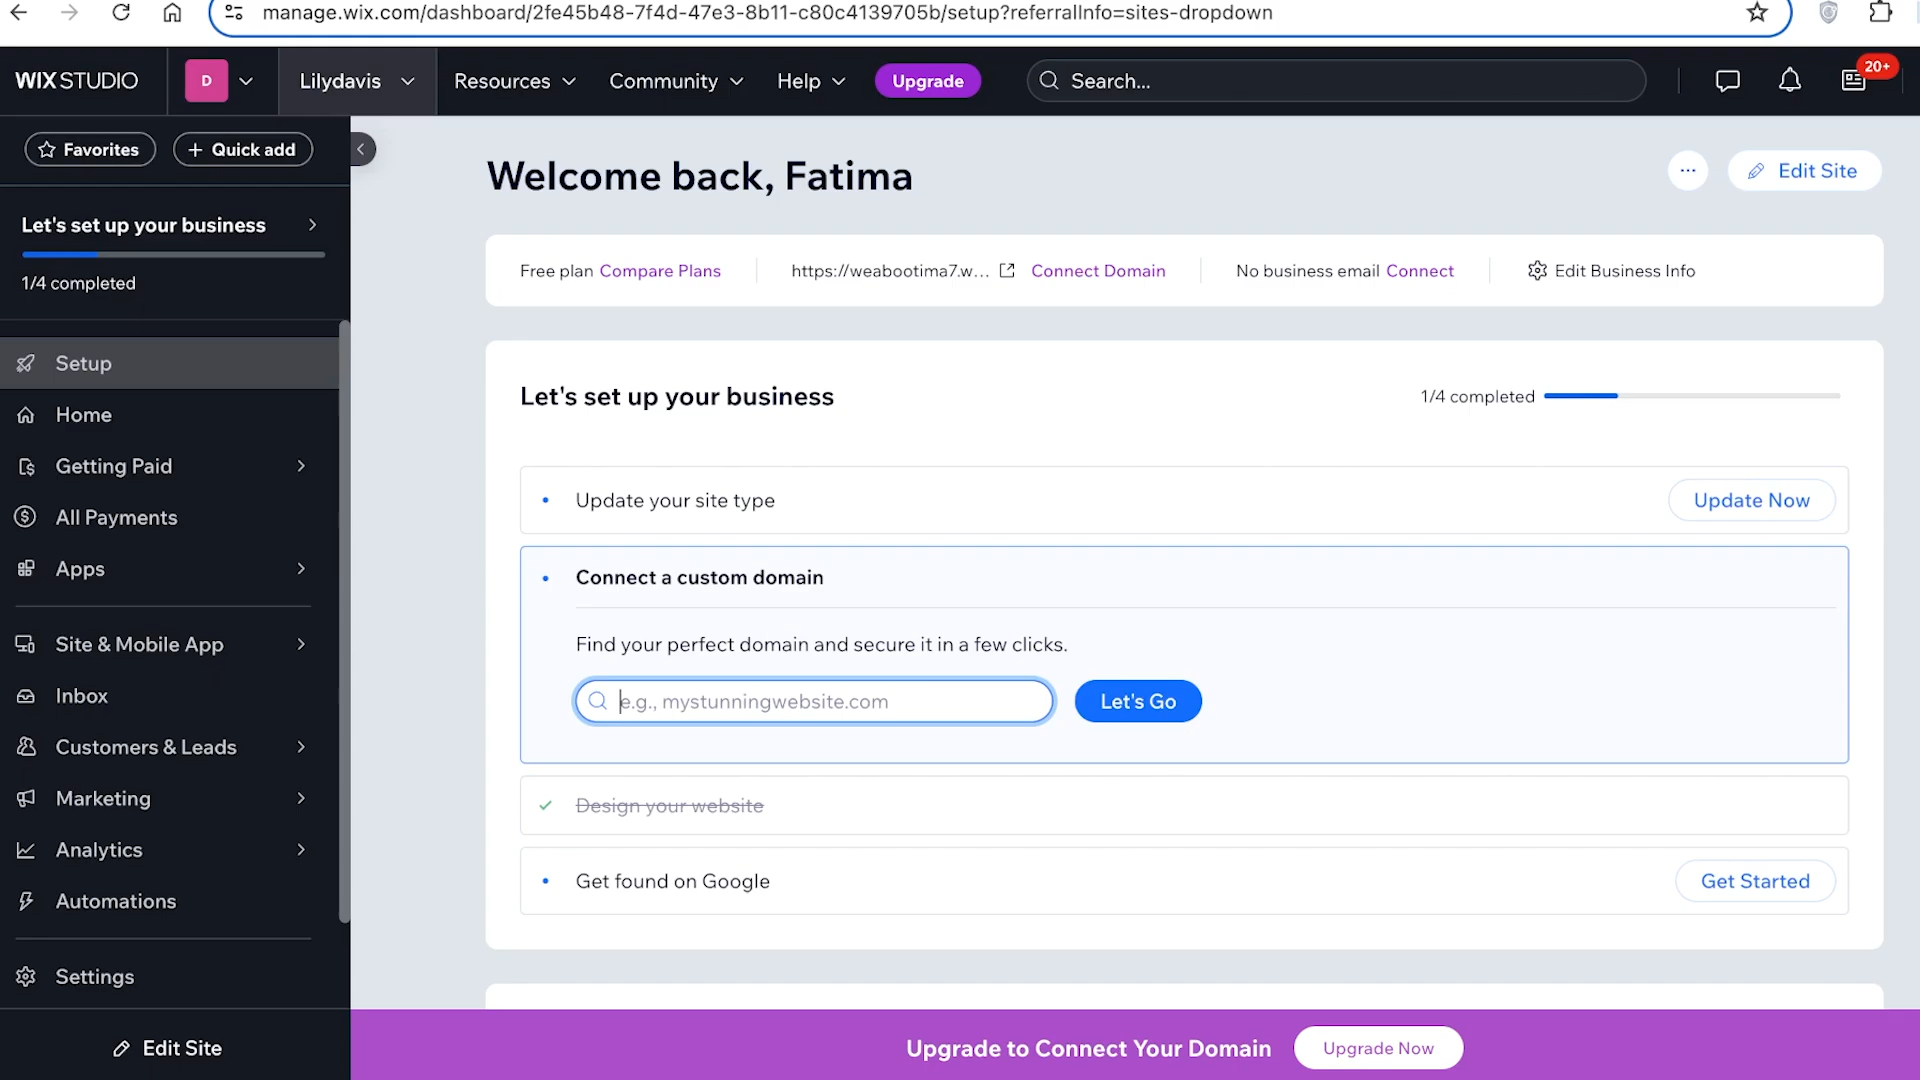 manage.wix.com/dashboard/2fe45b48-7f4d-47e3-8b11-c80c4139705b/setup?referralInfo=sites-dropdown
WIX STUDIO
D
Lilydavis
Resources
Community
Help
Upgrade
Search...
20+
Favorites
Quick add
Let's set up your business
1/4 completed
Setup
Home
Getting Paid
All Payments
Apps
Site & Mobile App
Inbox
Customers & Leads
Marketing
Analytics
Automations
Settings
Edit Site
Welcome back, Fatima
Edit Site
Free plan Compare Plans
https://weabootima7.w... Connect Domain
No business email Connect
Edit Business Info
Let's set up your business
1/4 completed
Update your site type
Update Now
Connect a custom domain
Find your perfect domain and secure it in a few clicks.
e.g., mystunningwebsite.com
Let's Go
Design your website
Get found on Google
Get Started
Upgrade to Connect Your Domain
Upgrade Now